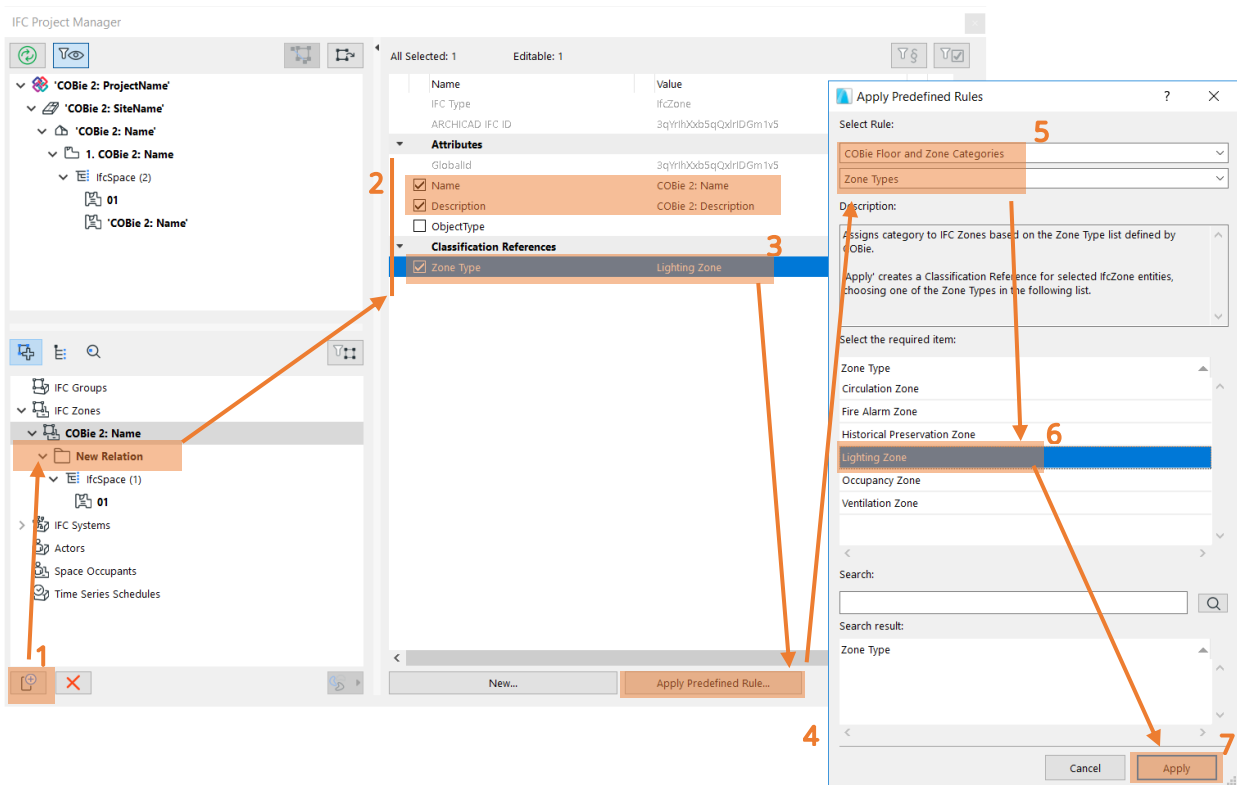 IFC Project Manager
'COBie 2: ProjectName'
'COBie 2: SiteName'
'COBie 2: Name'
1. COBie 2: Name
IfcSpace (2)
01
'COBie 2: Name'
IFC Groups
IFC Zones
COBie 2: Name
New Relation
IfcSpace (1)
01
IFC Systems
Actors
Space Occupants
Time Series Schedules
1
All Selected: 1 Editable: 1
Name Value
IFC Type IfcZone
ARCHICAD IFC ID 3qYrIhXxb5qQxlrIDGm1v5
Attributes
GlobalId 3qYrIhXxb5qQxlrIDGm1v5
2
Name COBie 2: Name
Description COBie 2: Description
ObjectType
Classification References
3
Zone Type Lighting Zone
New... Apply Predefined Rule...
4
Apply Predefined Rules ?
Select Rule:
5
COBie Floor and Zone Categories
Zone Types
Description:
Assigns category to IFC Zones based on the Zone Type list defined by
COBie.
'Apply' creates a Classification Reference for selected IfcZone entities,
choosing one of the Zone Types in the following list.
Select the required item:
Zone Type
Circulation Zone
Fire Alarm Zone
Historical Preservation Zone
6
Lighting Zone
Occupancy Zone
Ventilation Zone
Search:
Search result:
Zone Type
7
Cancel Apply